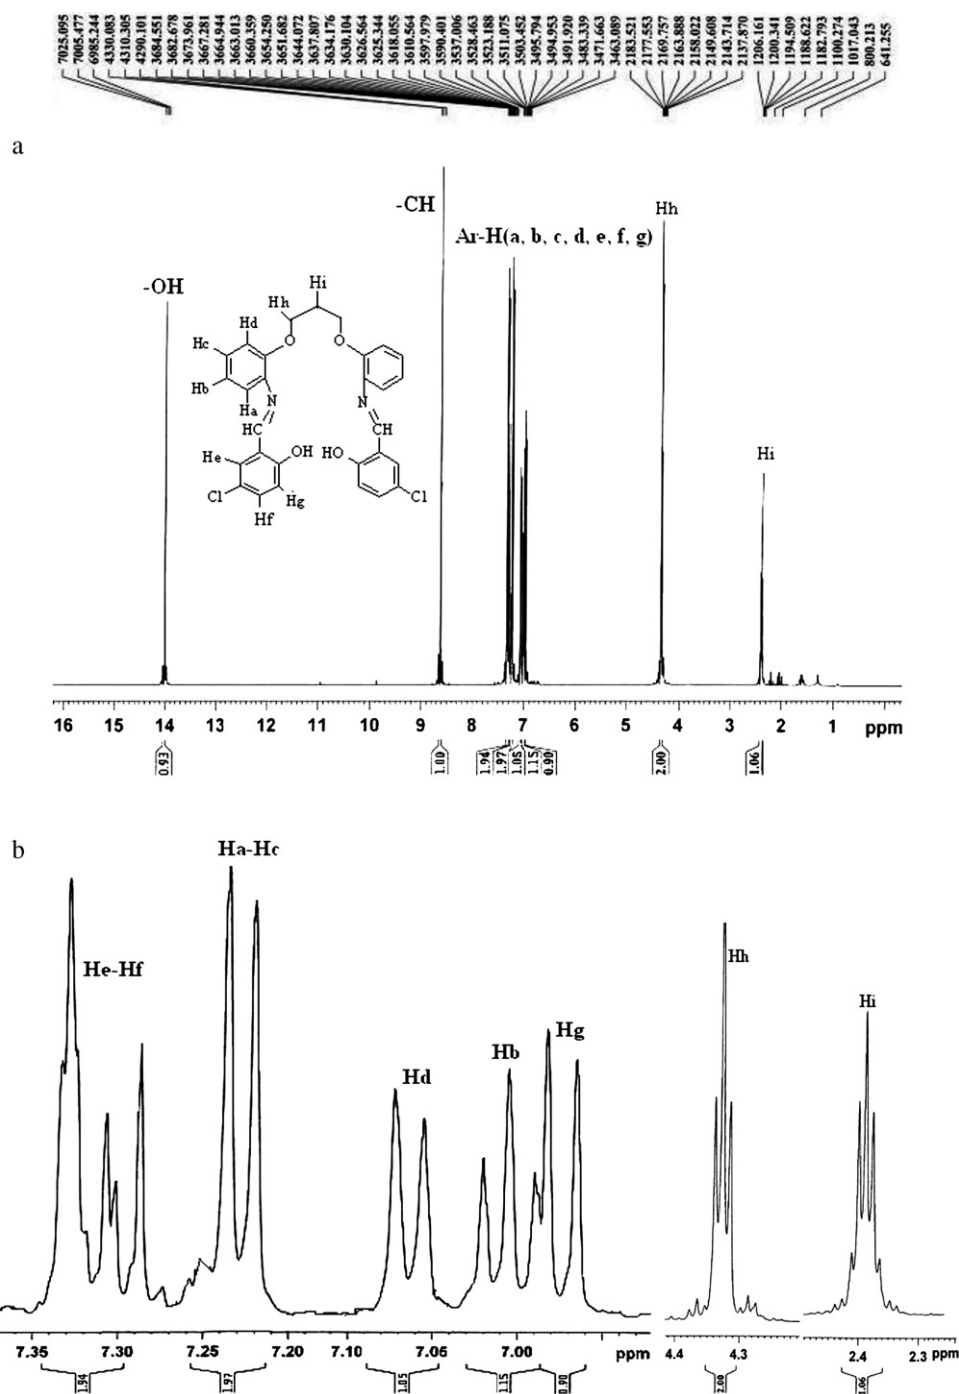 7025.095 7005.477 6985.244 4330.083 4310.305 4290.101 3684.551 3682.678 3673.961 3667.281 3664.944 3663.013 3660.359 3654.250 3651.682 3644.072 3637.807 3634.176 3630.104 3626.564 3625.344 3618.055 3610.564 3597.979 3590.401 3537.006 3528.463 3523.188 3511.075 3503.452 3495.794 3494.953 3491.920 3483.339 3471.663 3463.089 2183.521 2177.553 2169.757 2163.888 2158.022 2149.608 2143.714 2137.870 1206.161 1200.341 1194.509 1188.622 1182.793 1100.274 1017.043 800.213 641.255
a
-CH
Hh
Ar-H(a, b, c, d, e, f, g)
-OH
Hi
Hh
Hd
O O
Hc
Hb
Ha N N
HC CH
Hi
He OH HO
Cl Hg Cl
Hf
16 15 14 13 12 11 10 9 8 7 6 5 4 3 2 1 ppm
0.93 1.00 1.94 1.97 1.05 1.15 0.90 2.00 1.06
b
Ha-Hc
He-Hf
Hh
Hi
Hg
Hb
Hd
7.35 7.30 7.25 7.20 7.10 7.05 7.00 ppm 4.4 4.3 2.4 2.3 ppm
1.94 1.97 1.05 1.15 0.90 2.00 1.06